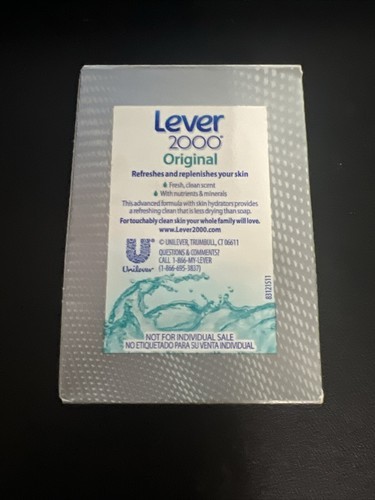 Lever
2000®
Original
Refreshes and replenishes your skin
Fresh, clean scent
With nutrients & minerals
This advanced formula with skin hydrators provides
a refreshing clean that is less drying than soap.
For touchably clean skin your whole family will love.
www.Lever2000.com
© UNILEVER, TRUMBULL, CT 06611
QUESTIONS & COMMENTS?
CALL 1-866-MY-LEVER
(1-866-695-3837)
Unilever
83121511
NOT FOR INDIVIDUAL SALE
NO ETIQUETADO PARA SU VENTA INDIVIDUAL